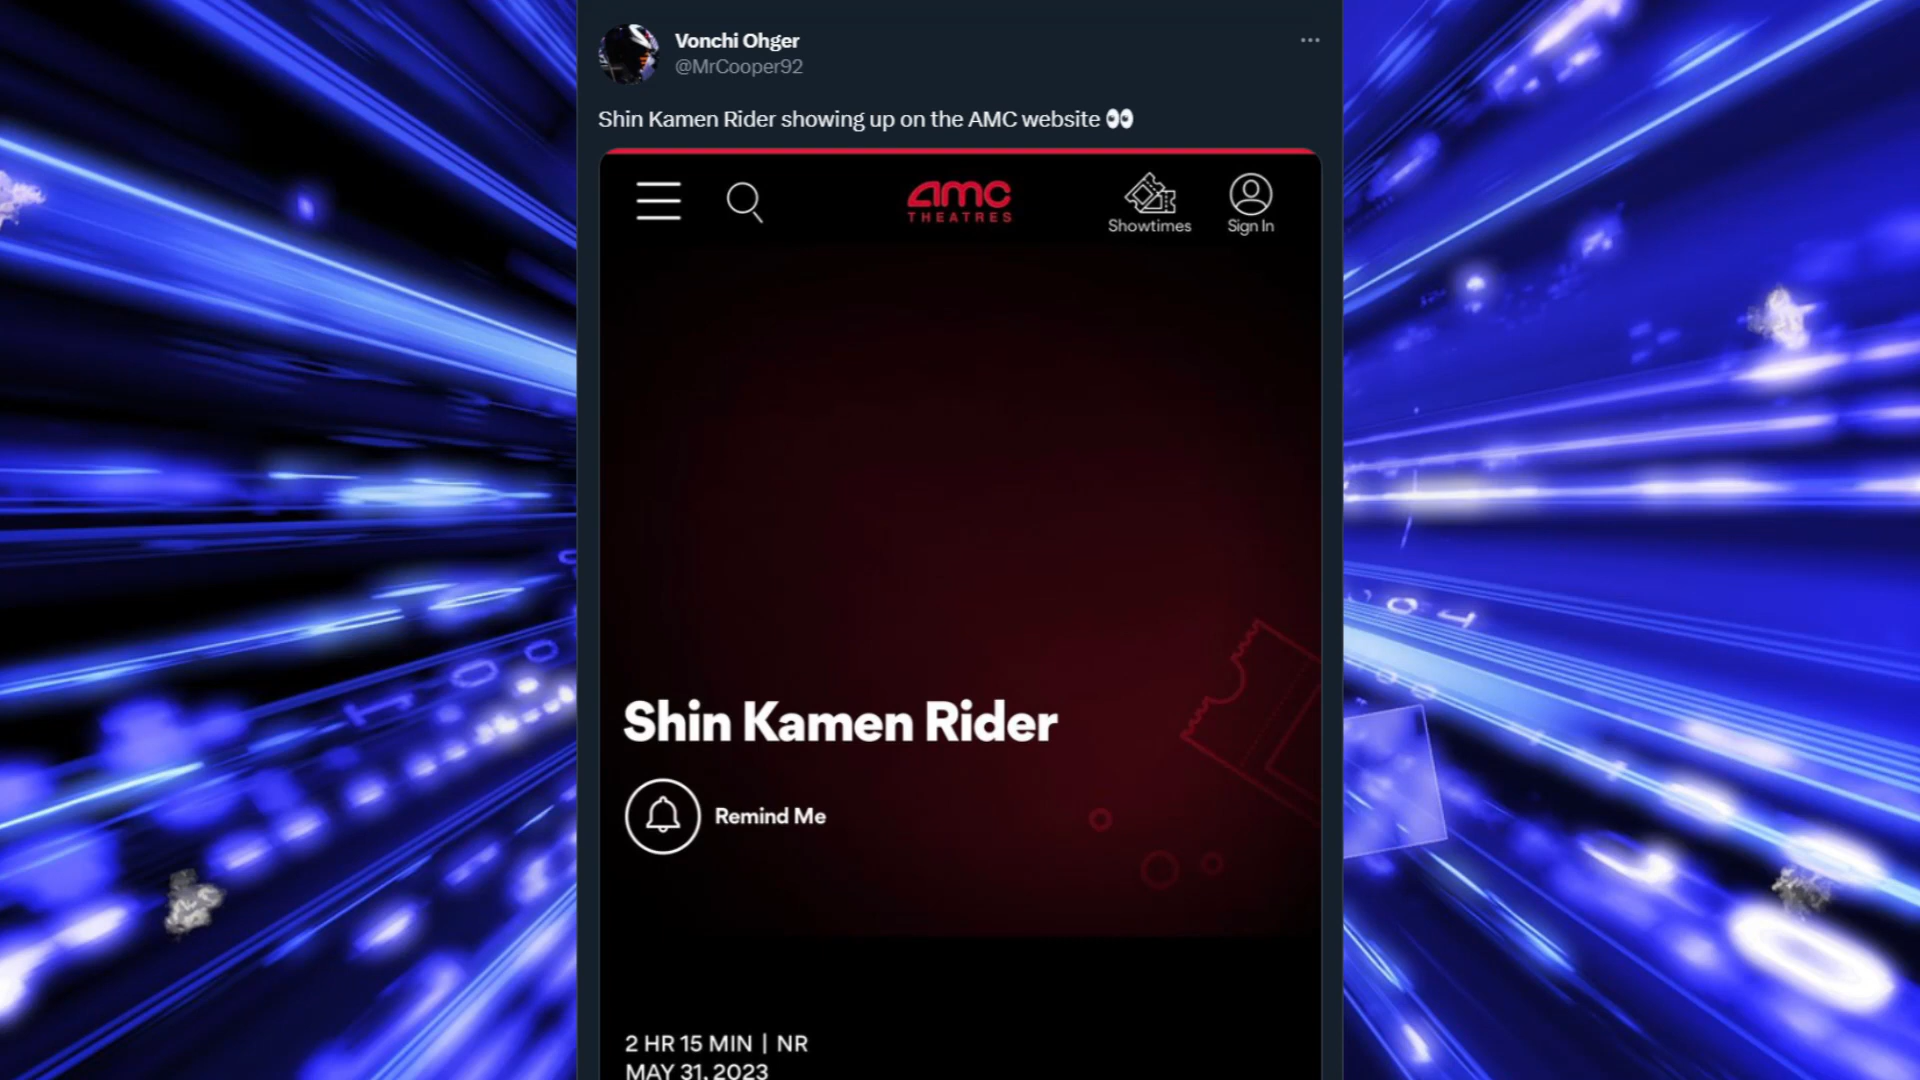 Vonchi Ohger
@MrCooper92
Shin Kamen Rider showing up on the AMC website 👀
amc
THEATRES
Showtimes
Sign In
Shin Kamen Rider
Remind Me
2 HR 15 MIN | NR
MAY 31, 2023